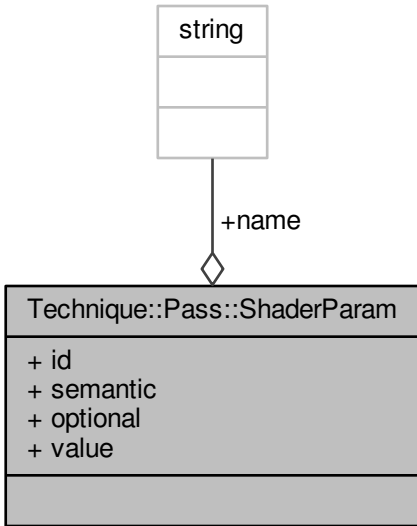 string
+name
Technique::Pass::ShaderParam
+ id
+ semantic
+ optional
+ value